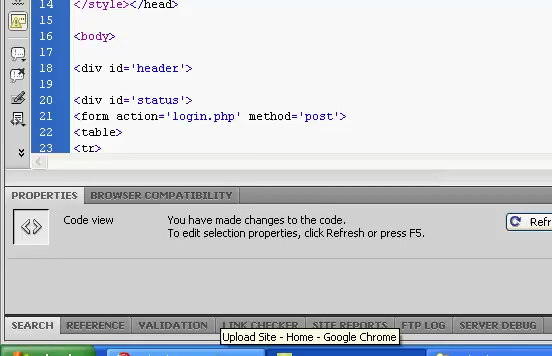 14 </style></head>
15
16 <body>
17
18 <div id='header'>
19
20 <div id='status'>
21 <form action='login.php' method='post'>
22 <table>
23 <tr>
PROPERTIES BROWSER COMPATIBILITY
Code view You have made changes to the code.
To edit selection properties, click Refresh or press F5.
Refr
SEARCH REFERENCE VALIDATION LINK CHECKER SITE REPORTS FTP LOG SERVER DEBUG
Upload Site - Home - Google Chrome